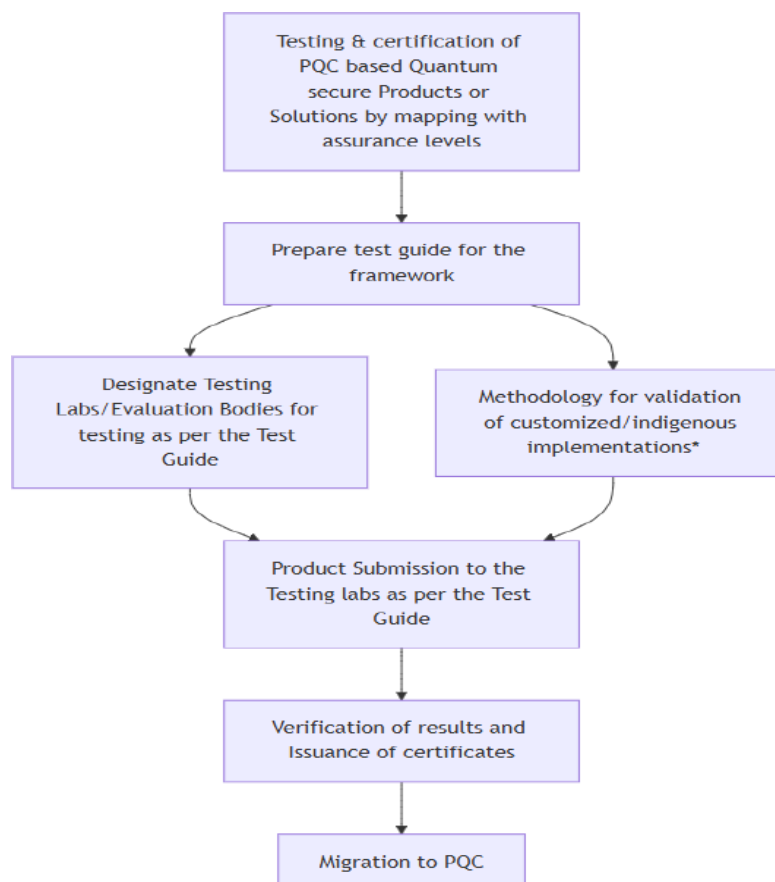 Testing & certification of
PQC based Quantum
secure Products or
Solutions by mapping with
assurance levels
Prepare test guide for the
framework
Designate Testing
Labs/Evaluation Bodies for
testing as per the Test
Guide
Methodology for validation
of customized/indigenous
implementations*
Product Submission to the
Testing labs as per the Test
Guide
Verification of results and
Issuance of certificates
Migration to PQC